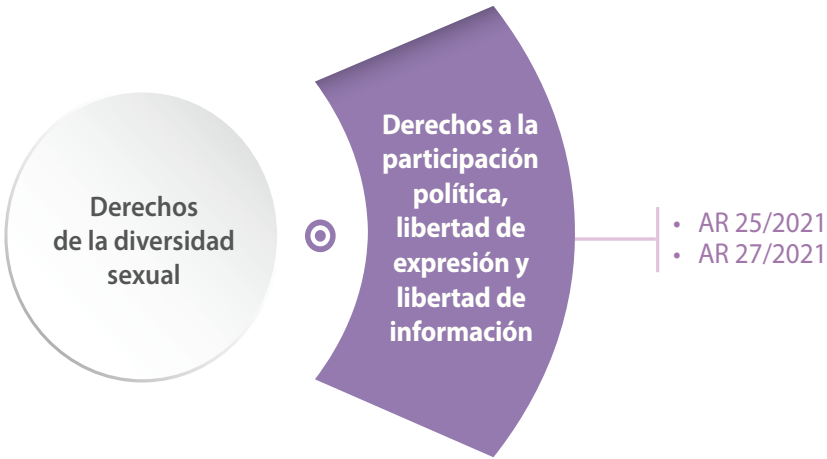 Derechos
de la diversidad
sexual
Derechos a la
participación
política,
libertad de
expresión y
libertad de
información
• AR 25/2021
• AR 27/2021